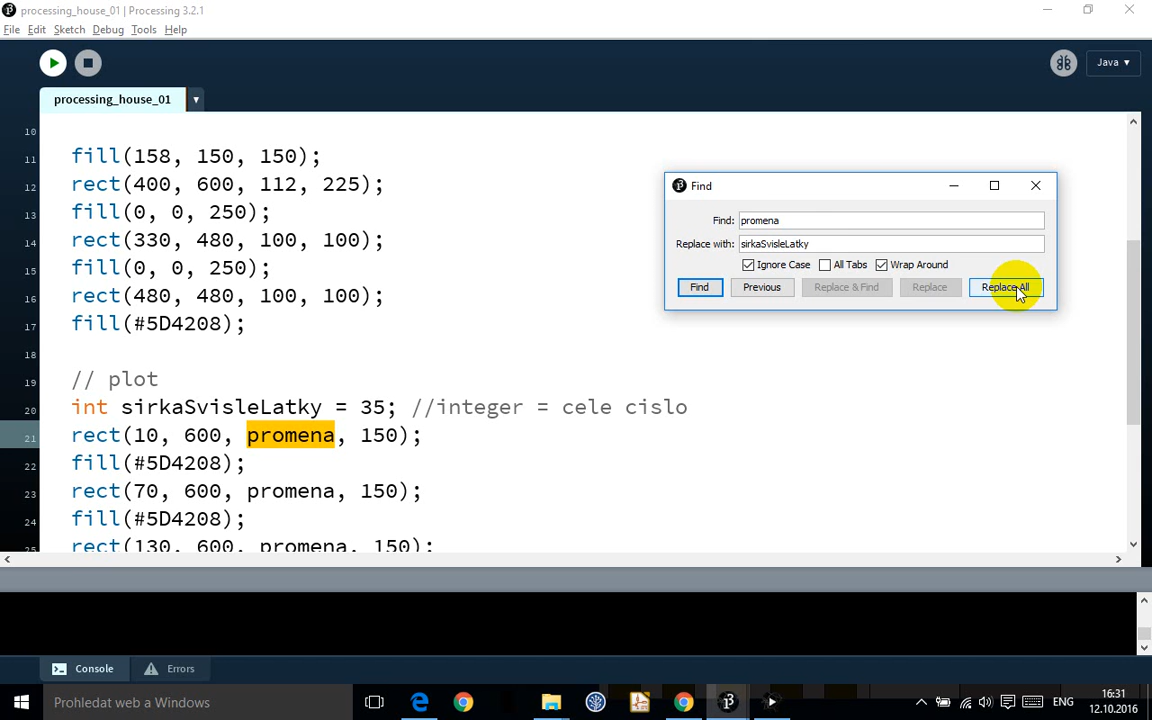 processing_house_01 | Processing 3.2.1
File Edit Sketch Debug Tools Help
Java ▾
processing_house_01 ▾
10
11 fill(158, 150, 150);
12 rect(400, 600, 112, 225);
13 fill(0, 0, 250);
14 rect(330, 480, 100, 100);
15 fill(0, 0, 250);
16 rect(480, 480, 100, 100);
17 fill(#5D4208);
18
19 // plot
20 int sirkaSvisleLatky = 35; //integer = cele cislo
21 rect(10, 600, promena, 150);
22 fill(#5D4208);
23 rect(70, 600, promena, 150);
24 fill(#5D4208);
25 rect(130, 600, promena, 150);
Find
Find: promena
Replace with: sirkaSvisleLatky
Ignore Case All Tabs Wrap Around
Find Previous Replace & Find Replace Replace All
Console Errors
Prohledat web a Windows
ENG
16:31
12.10.2016